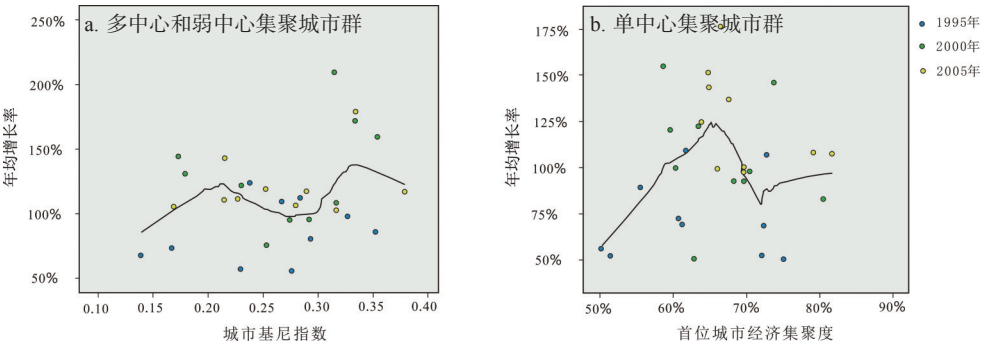 a. 多中心和弱中心集聚城市群
250%
200%
150%
100%
50%
年均增长率
0.10 0.15 0.20 0.25 0.30 0.35 0.40
城市基尼指数
b. 单中心集聚城市群
175%
150%
125%
100%
75%
50%
年均增长率
50% 60% 70% 80% 90%
首位城市经济集聚度
1995年
2000年
2005年